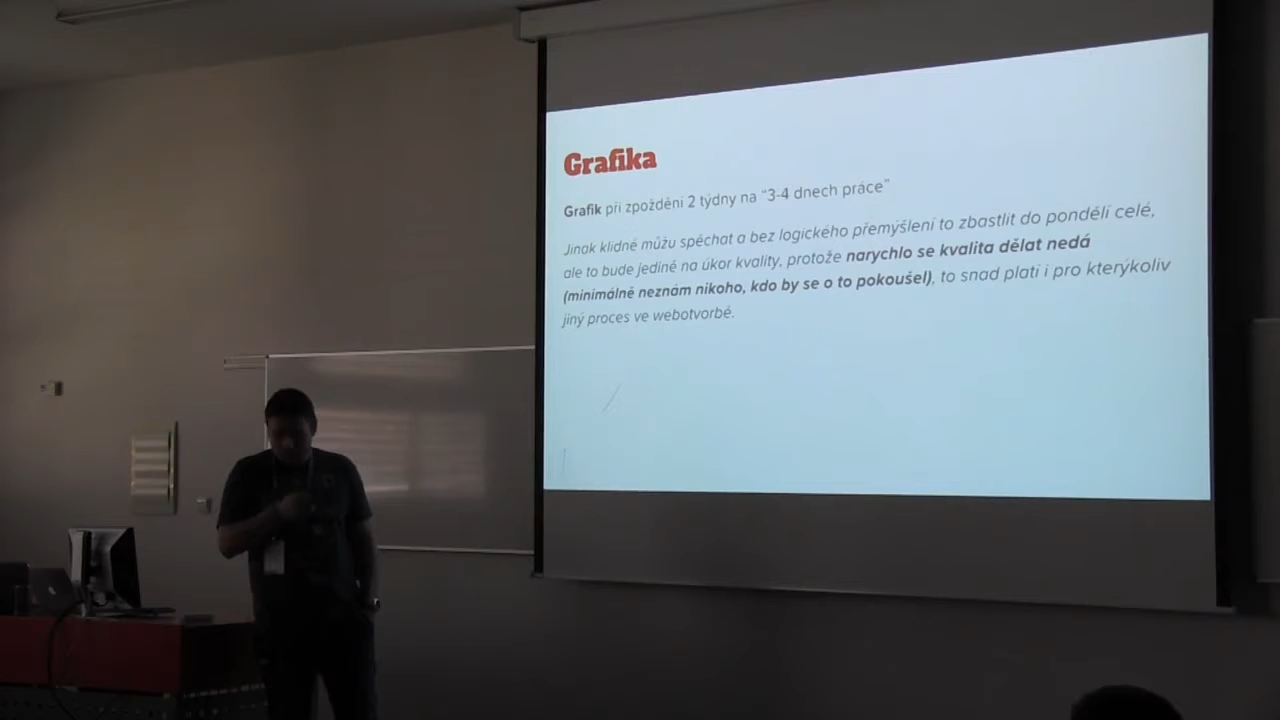 Grafika
Grafik při zpoždění 2 týdny na “3-4 dnech práce”
Jinak klidně můžu spěchat a bez logického přemýšlení to zbastlit do pondělí celé,
ale to bude jedině na úkor kvality, protože narychlo se kvalita dělat nedá
(minimálně neznám nikoho, kdo by se o to pokoušel), to snad platí i pro kterýkoliv
jiný proces ve webotvorbě.